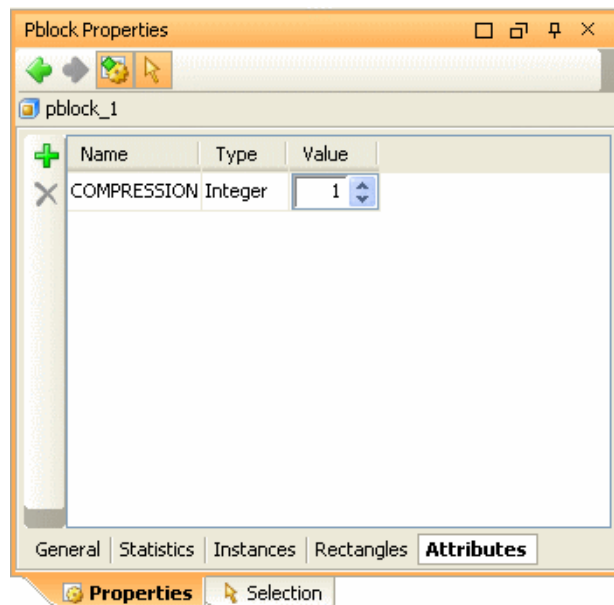 Pblock Properties
pblock_1
Name Type Value
COMPRESSION Integer 1
General Statistics Instances Rectangles Attributes
Properties Selection